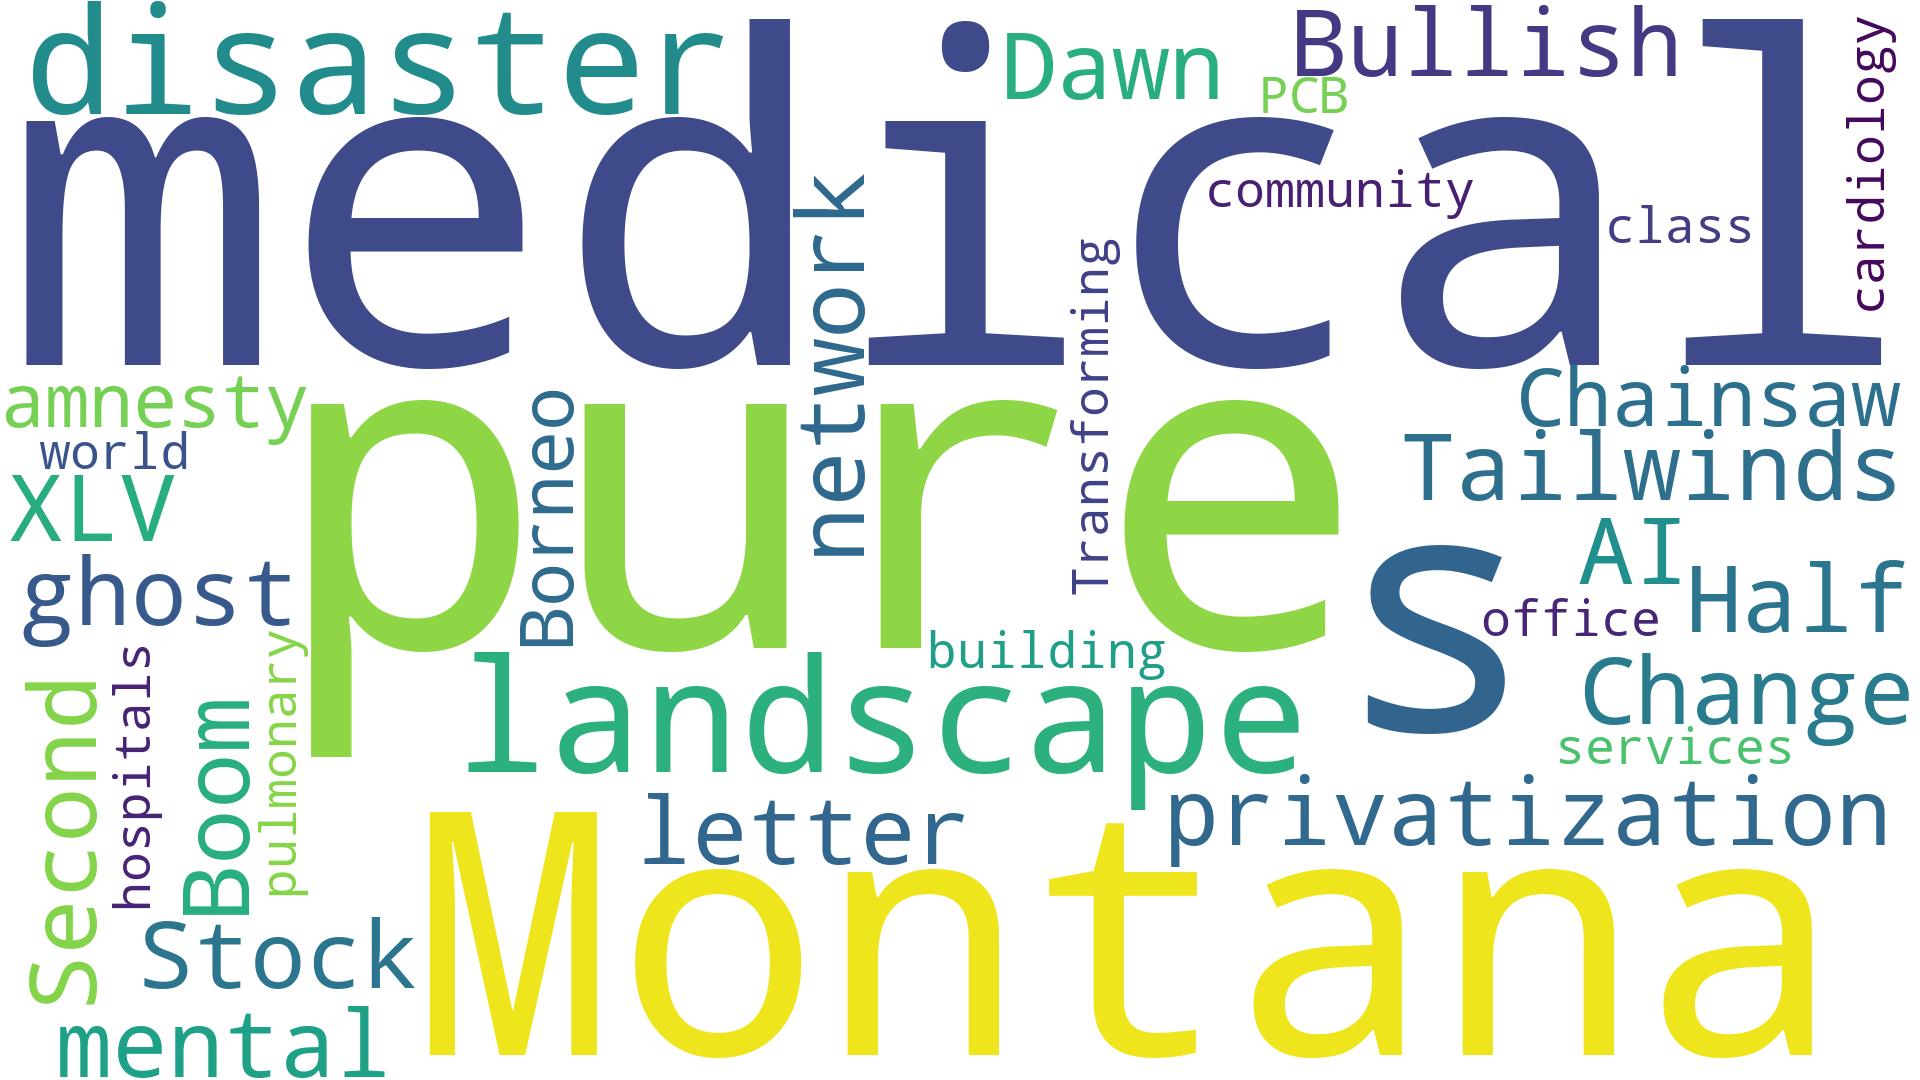 disaster
Dawn
Bullish
PCB
cardiology
medical
community
class
network
Transforming
amnesty
world
XLV
pure
Borneo
Chainsaw
Tailwinds
AI
s
office
Half
ghost
building
landscape
Change
services
Second
hospitals
Boom
pulmonary
letter
privatization
Montana
Stock
mental